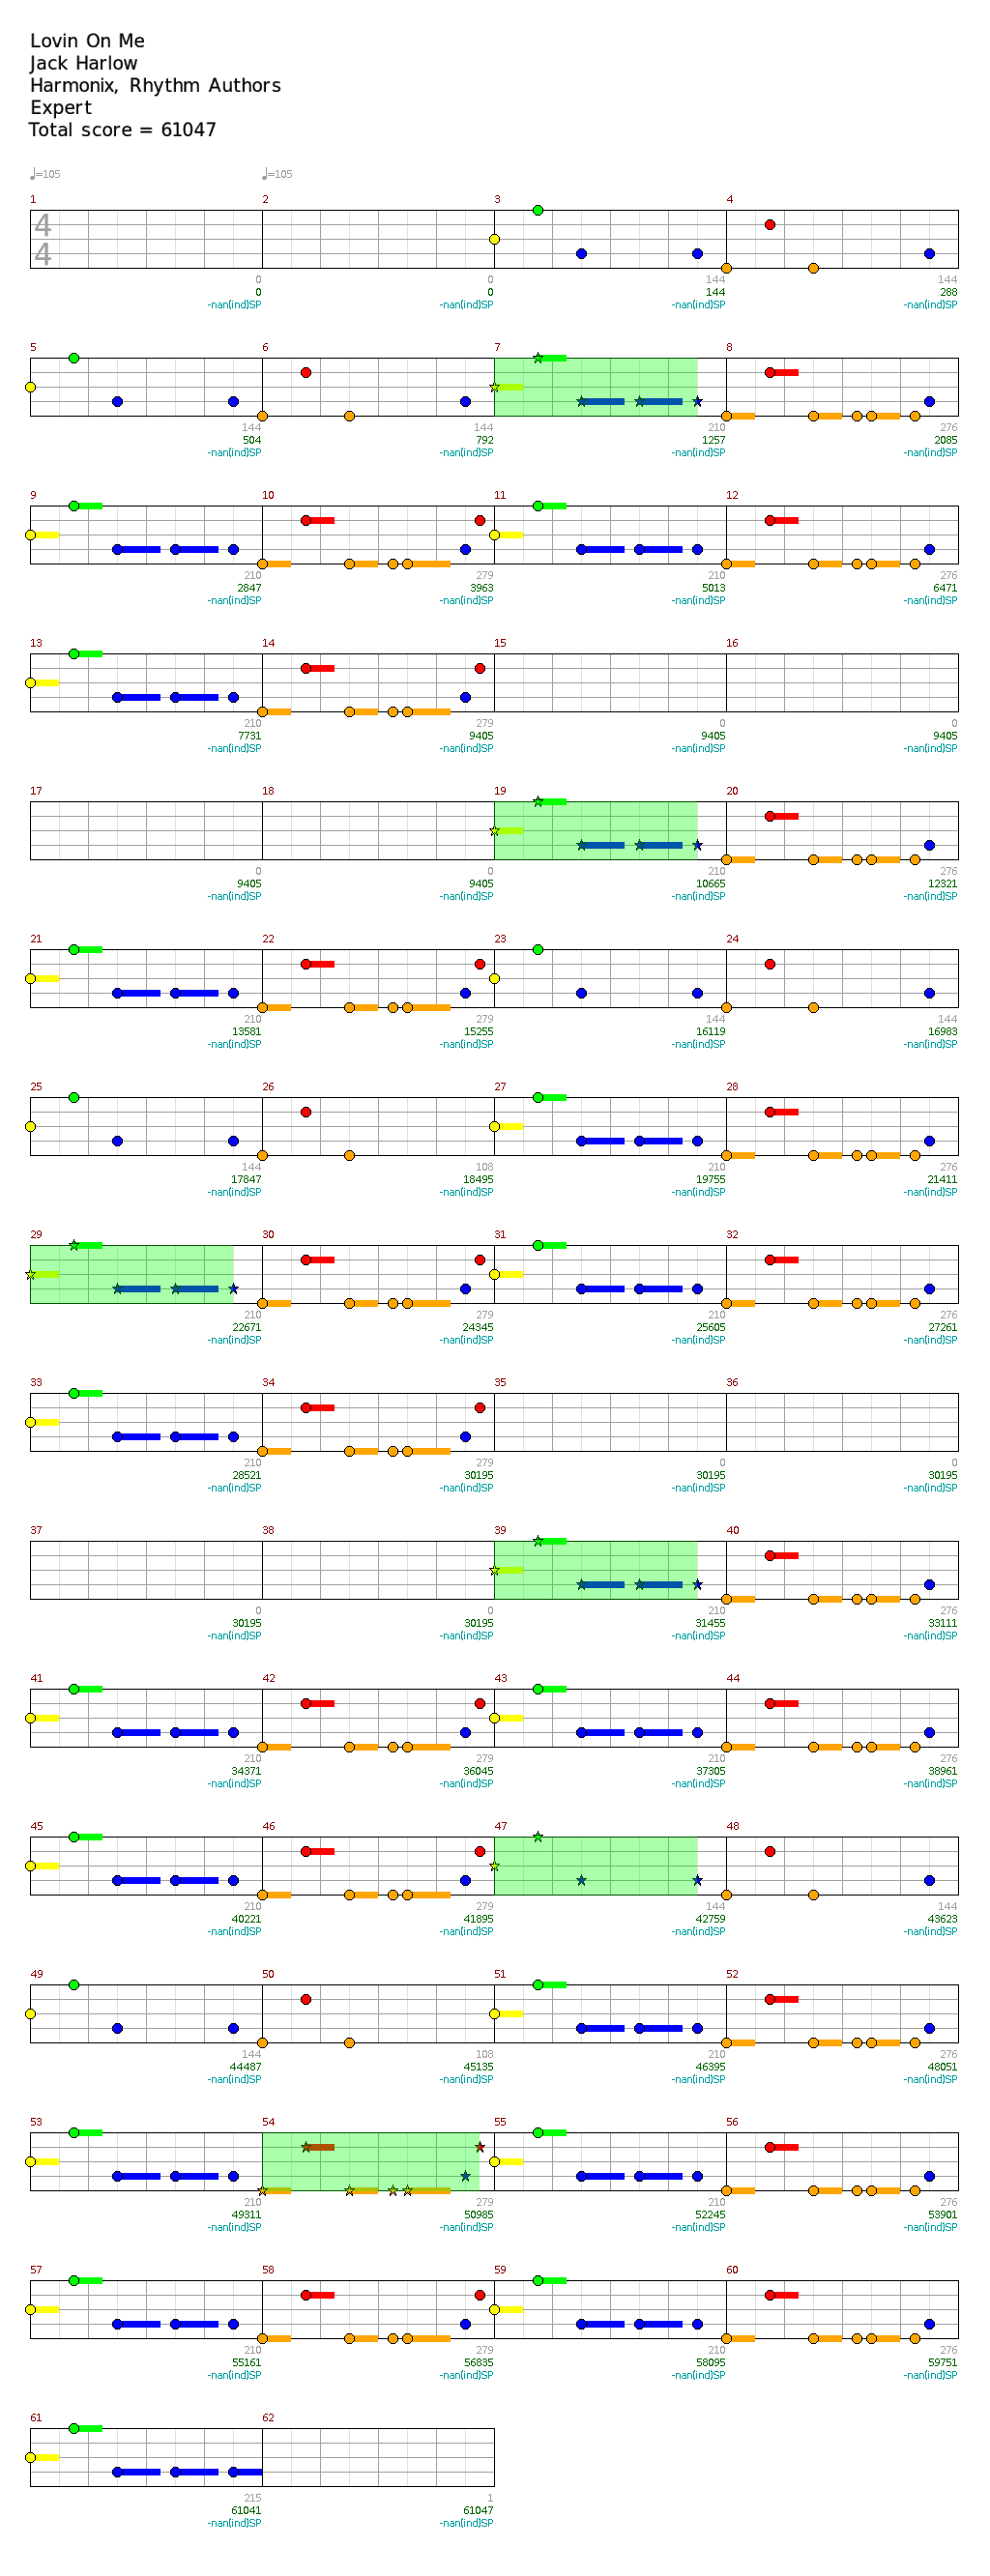 Lovin On Me
Jack Harlow
Harmonix, Rhythm Authors
Expert
Total score = 61047
♩=105 ♩=105
1 2 3 4
4
4
0 0 144 144
0 0 144 288
-nan(ind)SP -nan(ind)SP -nan(ind)SP -nan(ind)SP
5 6 7 8
144 144 210 276
504 792 1257 2085
-nan(ind)SP -nan(ind)SP -nan(ind)SP -nan(ind)SP
9 10 11 12
210 279 210 276
2847 3963 5013 6471
-nan(ind)SP -nan(ind)SP -nan(ind)SP -nan(ind)SP
13 14 15 16
210 279 0 0
7731 9405 9405 9405
-nan(ind)SP -nan(ind)SP -nan(ind)SP -nan(ind)SP
17 18 19 20
0 0 210 276
9405 9405 10665 12321
-nan(ind)SP -nan(ind)SP -nan(ind)SP -nan(ind)SP
21 22 23 24
210 279 144 144
13581 15255 16119 16983
-nan(ind)SP -nan(ind)SP -nan(ind)SP -nan(ind)SP
25 26 27 28
144 108 210 276
17847 18495 19755 21411
-nan(ind)SP -nan(ind)SP -nan(ind)SP -nan(ind)SP
29 30 31 32
210 279 210 276
22671 24345 25605 27261
-nan(ind)SP -nan(ind)SP -nan(ind)SP -nan(ind)SP
33 34 35 36
210 279 0 0
28521 30195 30195 30195
-nan(ind)SP -nan(ind)SP -nan(ind)SP -nan(ind)SP
37 38 39 40
0 0 210 276
30195 30195 31455 33111
-nan(ind)SP -nan(ind)SP -nan(ind)SP -nan(ind)SP
41 42 43 44
210 279 210 276
34371 36045 37305 38961
-nan(ind)SP -nan(ind)SP -nan(ind)SP -nan(ind)SP
45 46 47 48
210 279 144 144
40221 41895 42759 43623
-nan(ind)SP -nan(ind)SP -nan(ind)SP -nan(ind)SP
49 50 51 52
144 108 210 276
44487 45135 46395 48051
-nan(ind)SP -nan(ind)SP -nan(ind)SP -nan(ind)SP
53 54 55 56
210 279 210 276
49311 50985 52245 53901
-nan(ind)SP -nan(ind)SP -nan(ind)SP -nan(ind)SP
57 58 59 60
210 279 210 276
55161 56835 58095 59751
-nan(ind)SP -nan(ind)SP -nan(ind)SP -nan(ind)SP
61 62
215 1
61041 61047
-nan(ind)SP -nan(ind)SP